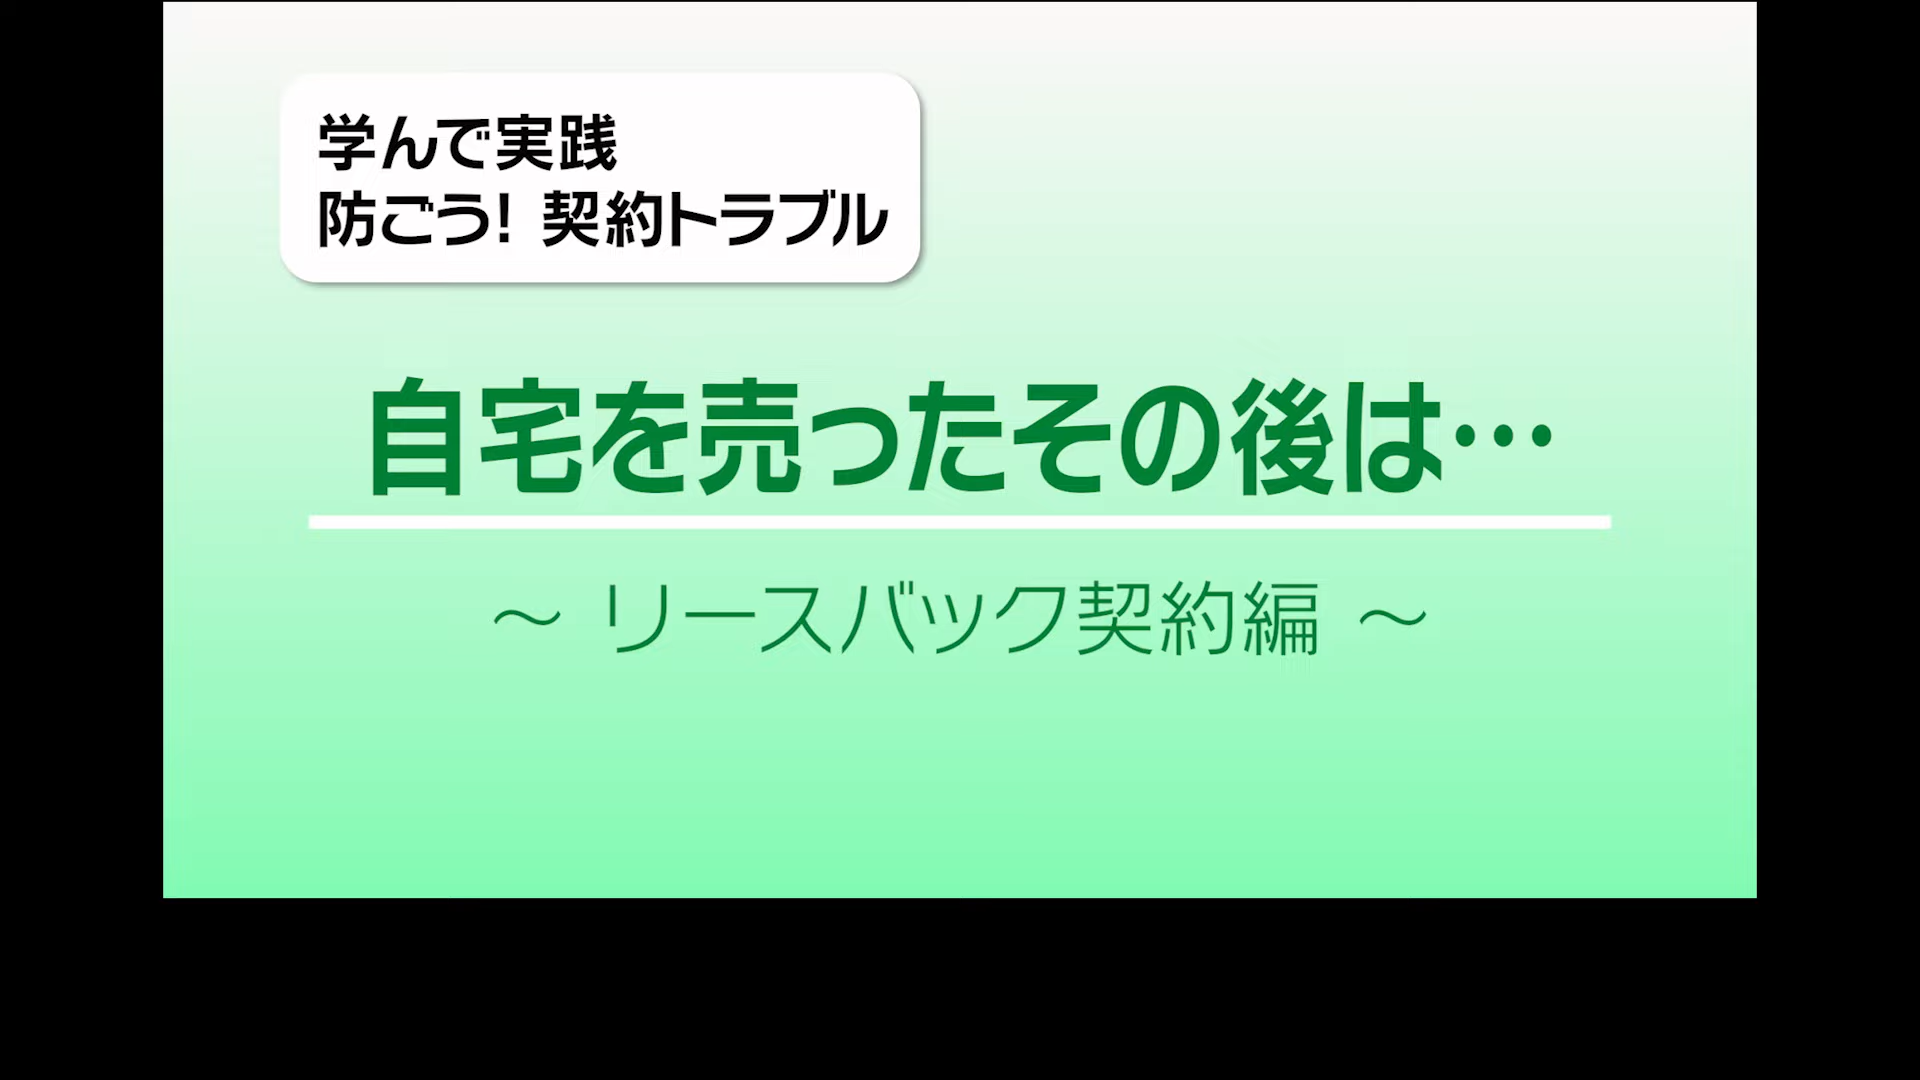 学んで実践
防ごう! 契約トラブル
自宅を売ったその後は…
～ リースバック契約編 ～